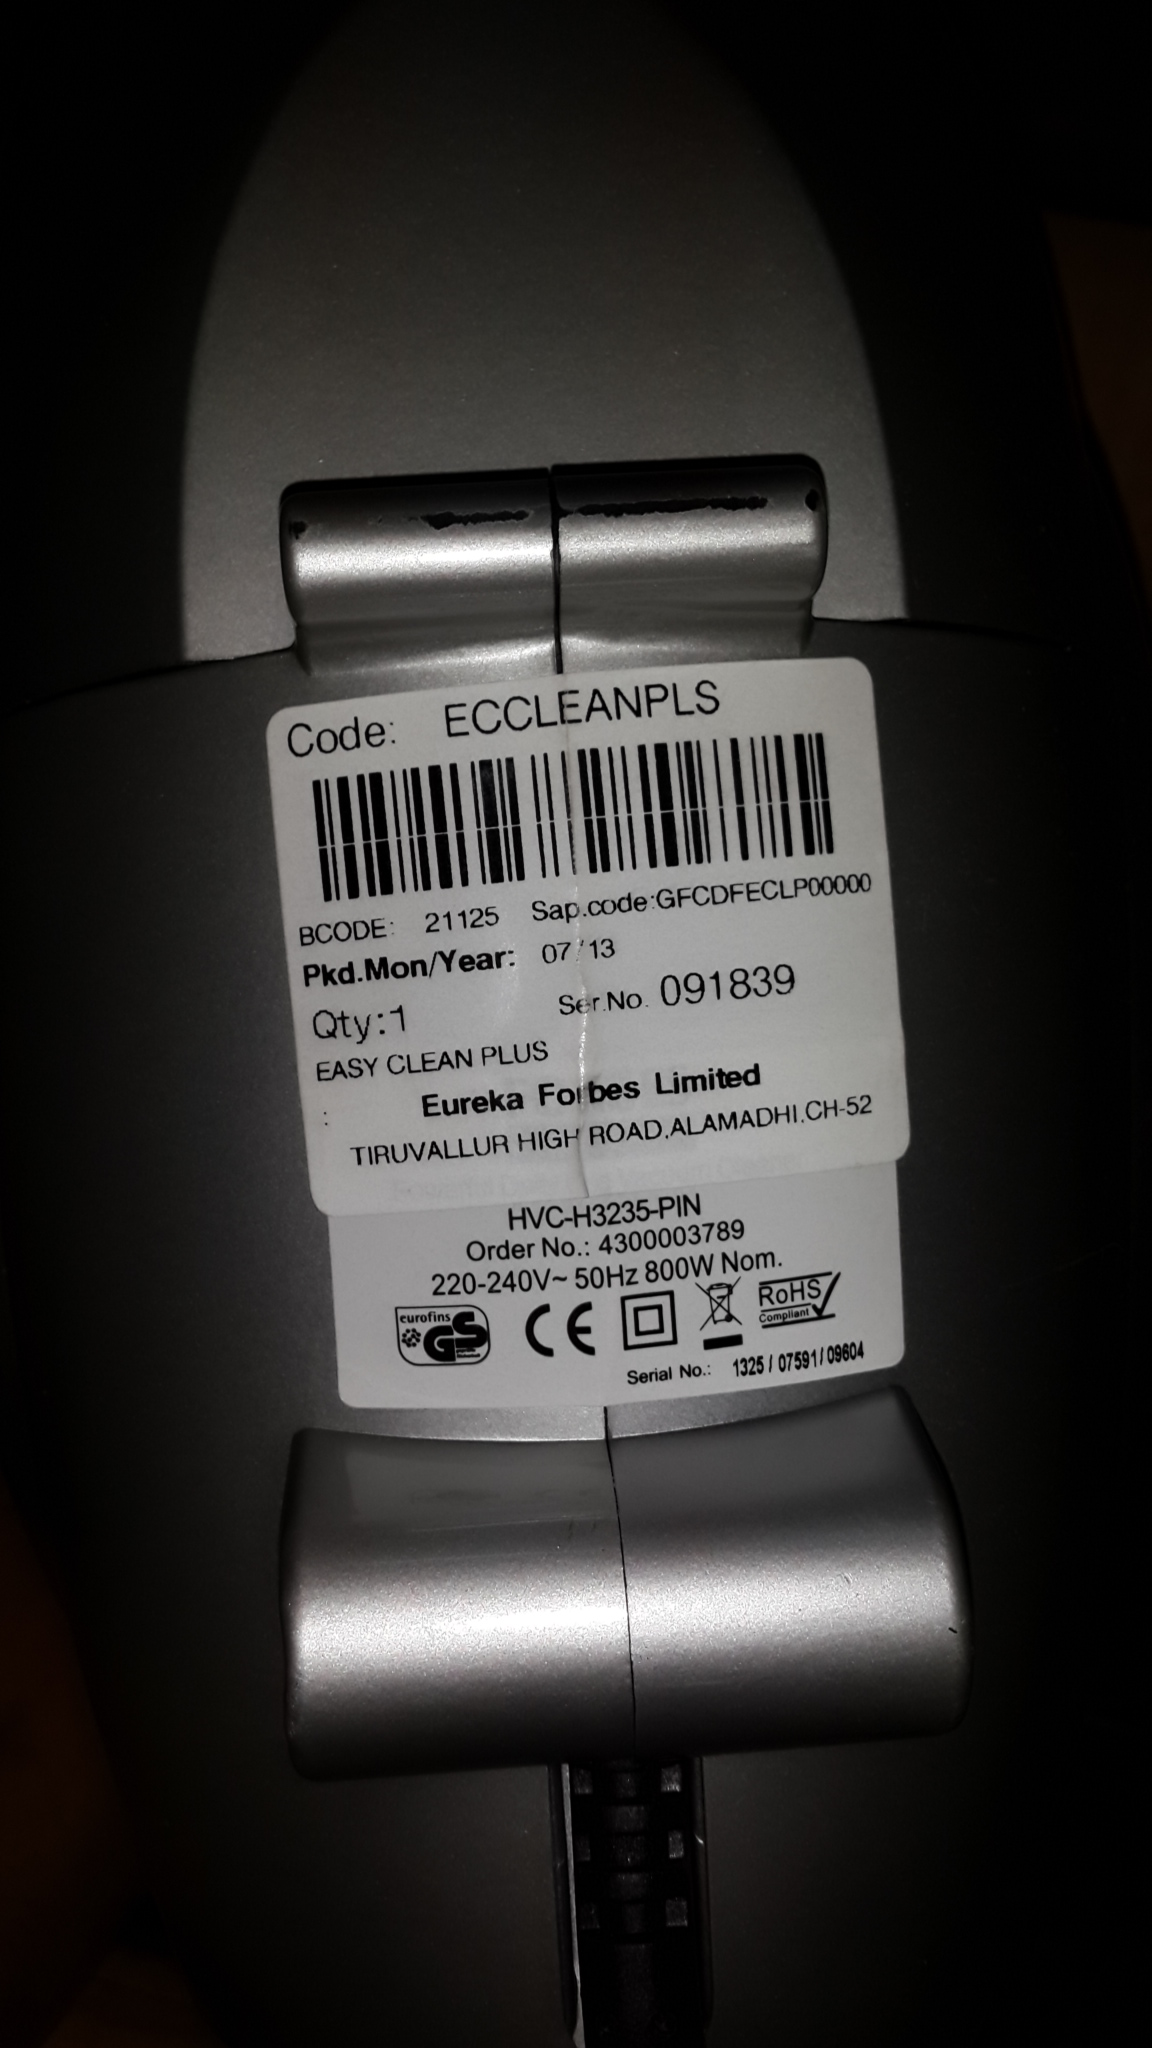 Code: ECCLEANPLS
BCODE: 21125 Sap.code:GFCDFECLP00000
Pkd.Mon/Year: 07/13
Qty:1 Ser.No. 091839
EASY CLEAN PLUS
: Eureka Forbes Limited
TIRUVALLUR HIGH ROAD,ALAMADHI,CH-52
HVC-H3235-PIN
Order No.: 4300003789
220-240V~ 50Hz 800W Nom.
eurofins GS CE RoHS
Compliant
Serial No.: 1325 / 07591 / 09604